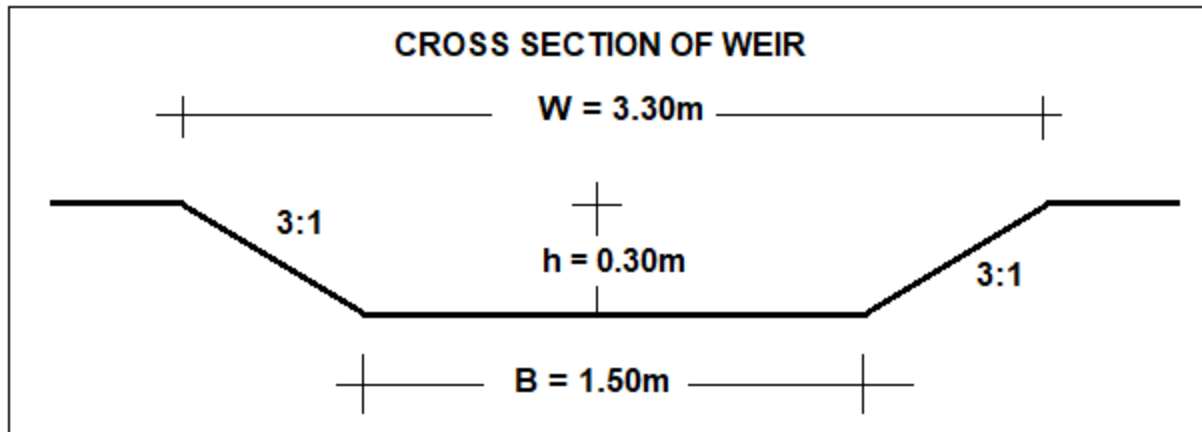 CROSS SECTION OF WEIR
W = 3.30m
3:1
h = 0.30m
3:1
B = 1.50m